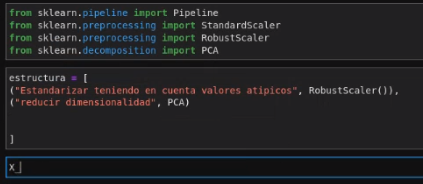 from sklearn.pipeline import Pipeline
from sklearn.preprocessing import StandardScaler
from sklearn.preprocessing import RobustScaler
from sklearn.decomposition import PCA
estructura = [
("Estandarizar teniendo en cuenta valores atipicos", RobustScaler()),
("reducir dimensionalidad", PCA)
]
X_